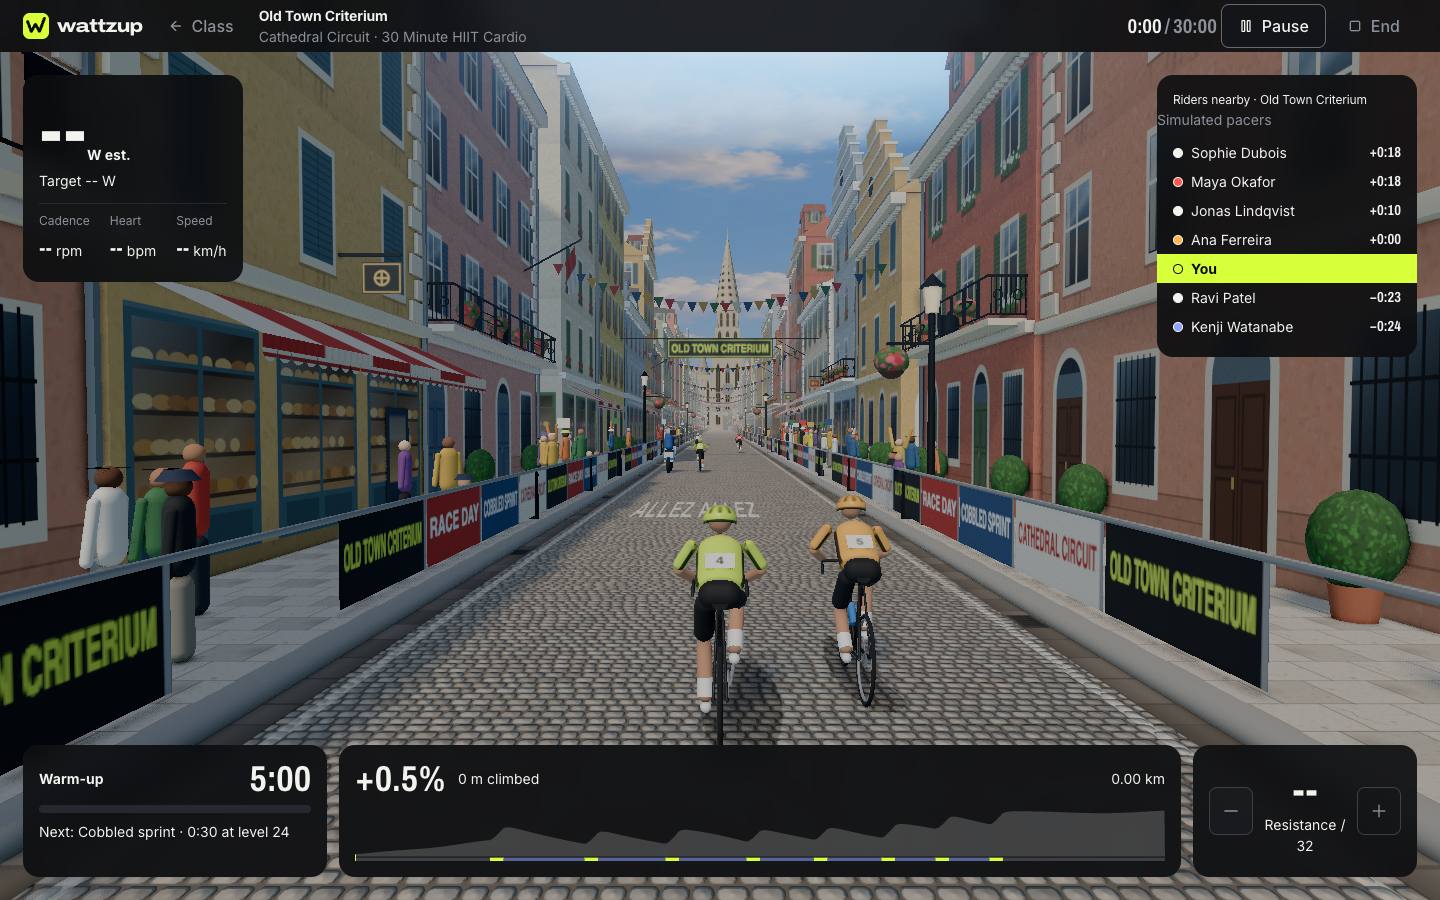 wattzup
Class
Old Town Criterium
Cathedral Circuit · 30 Minute HIIT Cardio
0:00 / 30:00
Pause
End
--
W est.
Target -- W
Cadence Heart Speed
-- rpm -- bpm -- km/h
Riders nearby · Old Town Criterium
Simulated pacers
Sophie Dubois +0:18
Maya Okafor +0:18
Jonas Lindqvist +0:10
Ana Ferreira +0:00
You
Ravi Patel −0:23
Kenji Watanabe −0:24
OLD TOWN CRITERIUM
ALLEZ ALLEZ
OLD TOWN CRITERIUM
RACE DAY
COBBLED SPRINT
RACE DAY
COBBLED SPRINT
CATHEDRAL CIRCUIT
OLD TOWN CRITERIUM
N CRITERIUM
4
5
Warm-up 5:00
Next: Cobbled sprint · 0:30 at level 24
+0.5% 0 m climbed 0.00 km
--
Resistance /
32